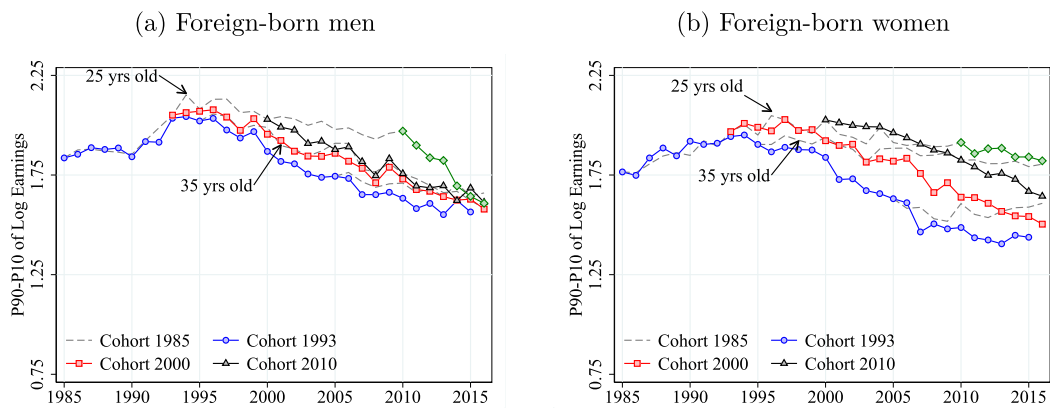 (a) Foreign-born men
P90-P10 of Log Earnings
2.25
1.75
1.25
0.75
25 yrs old
35 yrs old
Cohort 1985
Cohort 1993
Cohort 2000
Cohort 2010
1985
1990
1995
2000
2005
2010
2015
(b) Foreign-born women
P90-P10 of Log Earnings
2.25
1.75
1.25
0.75
25 yrs old
35 yrs old
Cohort 1985
Cohort 1993
Cohort 2000
Cohort 2010
1985
1990
1995
2000
2005
2010
2015